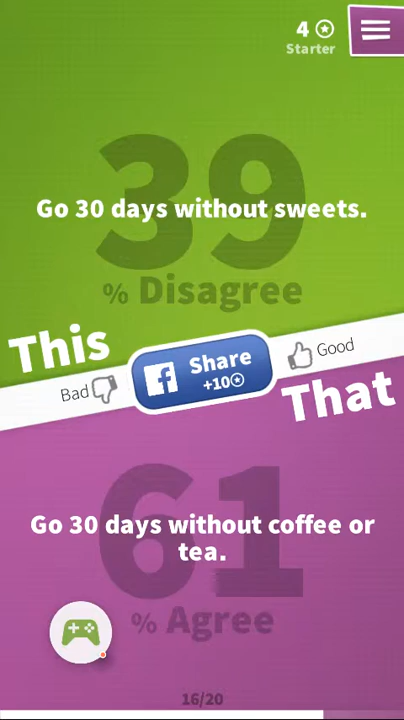 4
Starter
39
Go 30 days without sweets.
% Disagree
This
Bad
f Share
+10
Good
That
61
Go 30 days without coffee or
tea.
% Agree
16/20